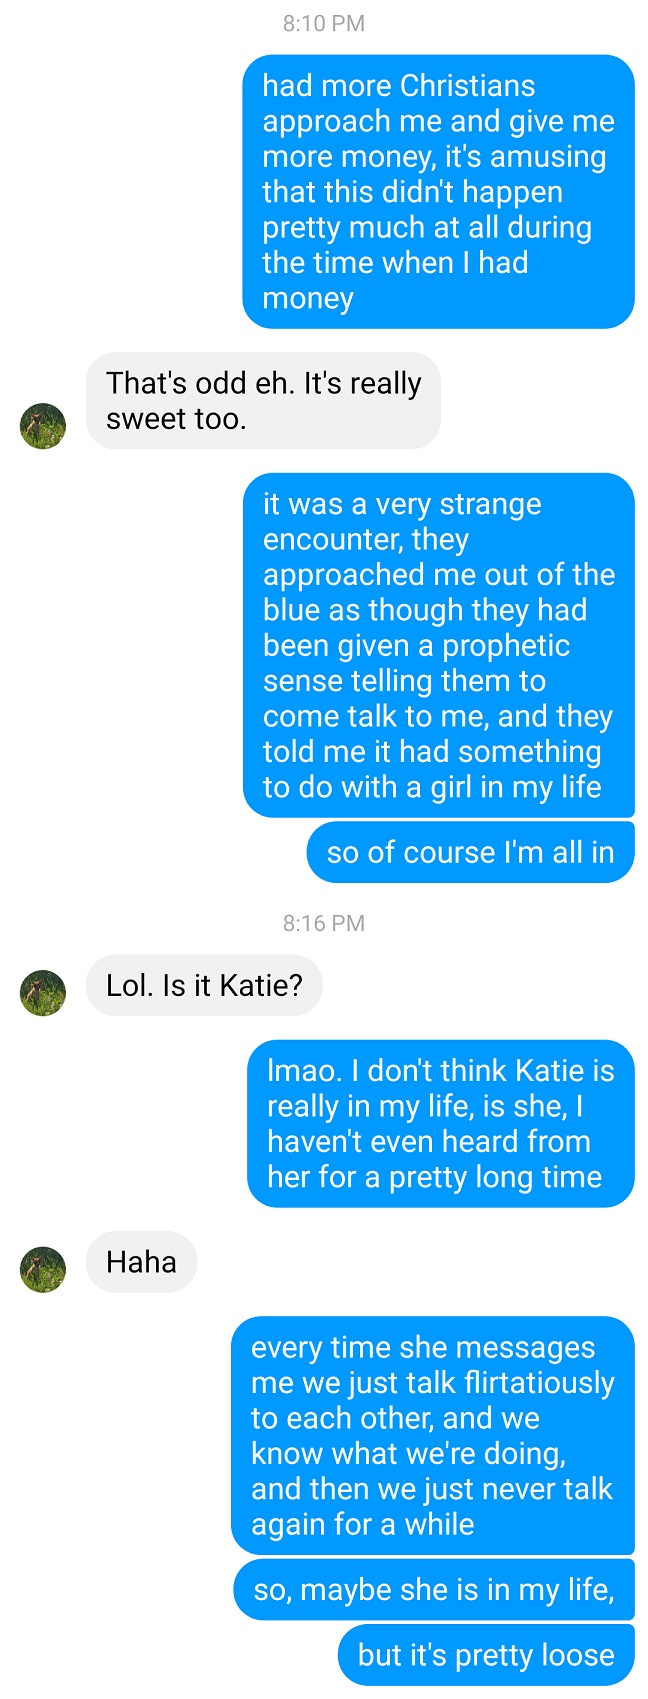 8:10 PM
had more Christians
approach me and give me
more money, it's amusing
that this didn't happen
pretty much at all during
the time when I had
money
That's odd eh. It's really
sweet too.
it was a very strange
encounter, they
approached me out of the
blue as though they had
been given a prophetic
sense telling them to
come talk to me, and they
told me it had something
to do with a girl in my life
so of course I'm all in
8:16 PM
Lol. Is it Katie?
lmao. I don't think Katie is
really in my life, is she, I
haven't even heard from
her for a pretty long time
Haha
every time she messages
me we just talk flirtatiously
to each other, and we
know what we're doing,
and then we just never talk
again for a while
so, maybe she is in my life,
but it's pretty loose